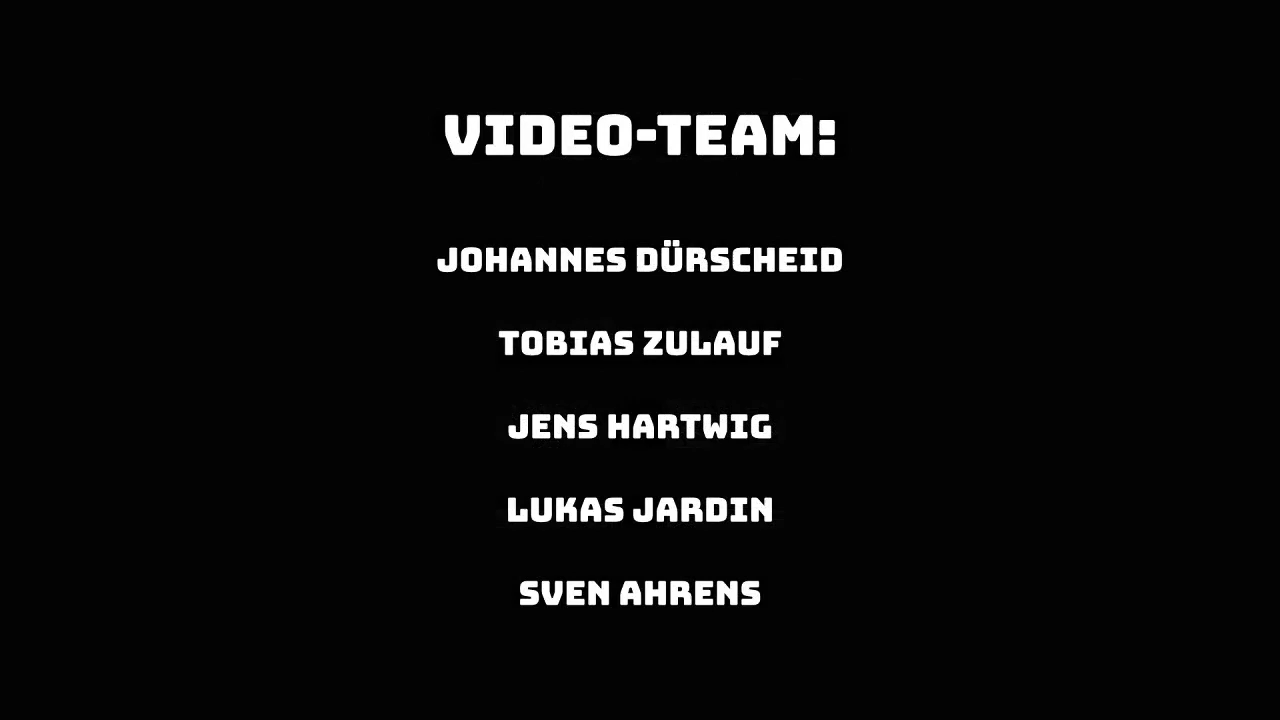 VIDEO-TEAM:
JOHANNES DÜRSCHEID
TOBIAS ZULAUF
JENS HARTWIG
LUKAS JARDIN
SVEN AHRENS